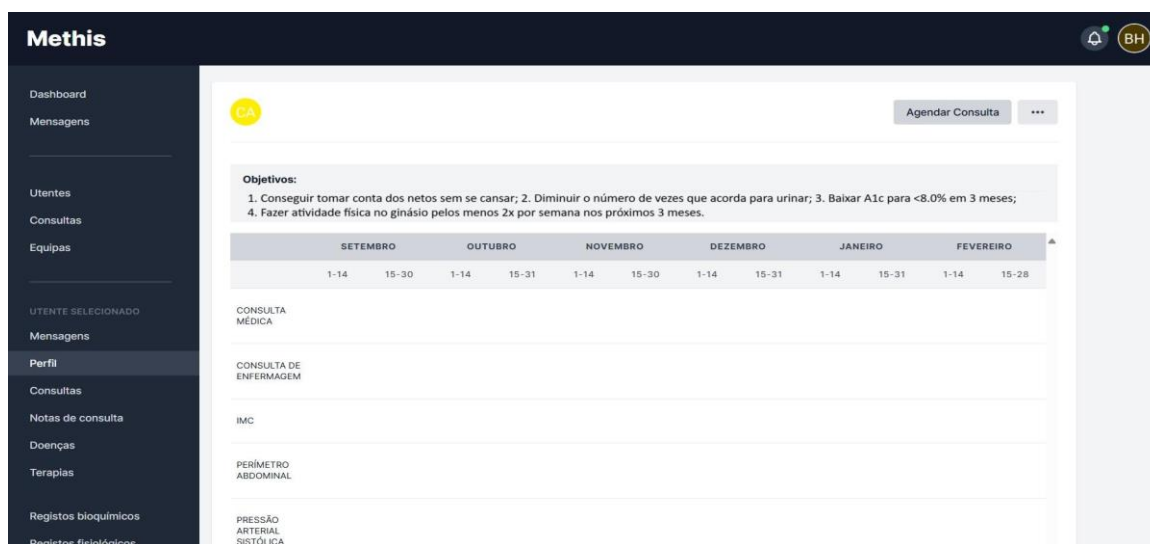 Methis
BH
Dashboard
Mensagens
Utentes
Consultas
Equipas
UTENTE SELECIONADO
Mensagens
Perfil
Consultas
Notas de consulta
Doenças
Terapias
Registos bioquímicos
Registos fisiológicos
CA
Agendar Consulta
Objetivos:
1. Conseguir tomar conta dos netos sem se cansar; 2. Diminuir o número de vezes que acorda para urinar; 3. Baixar A1c para <8.0% em 3 meses;
4. Fazer atividade física no ginásio pelos menos 2x por semana nos próximos 3 meses.
SETEMBRO OUTUBRO NOVEMBRO DEZEMBRO JANEIRO FEVEREIRO
1-14 15-30 1-14 15-31 1-14 15-30 1-14 15-31 1-14 15-31 1-14 15-28
CONSULTA
MÉDICA
CONSULTA DE
ENFERMAGEM
IMC
PERÍMETRO
ABDOMINAL
PRESSÃO
ARTERIAL
SISTÓLICA